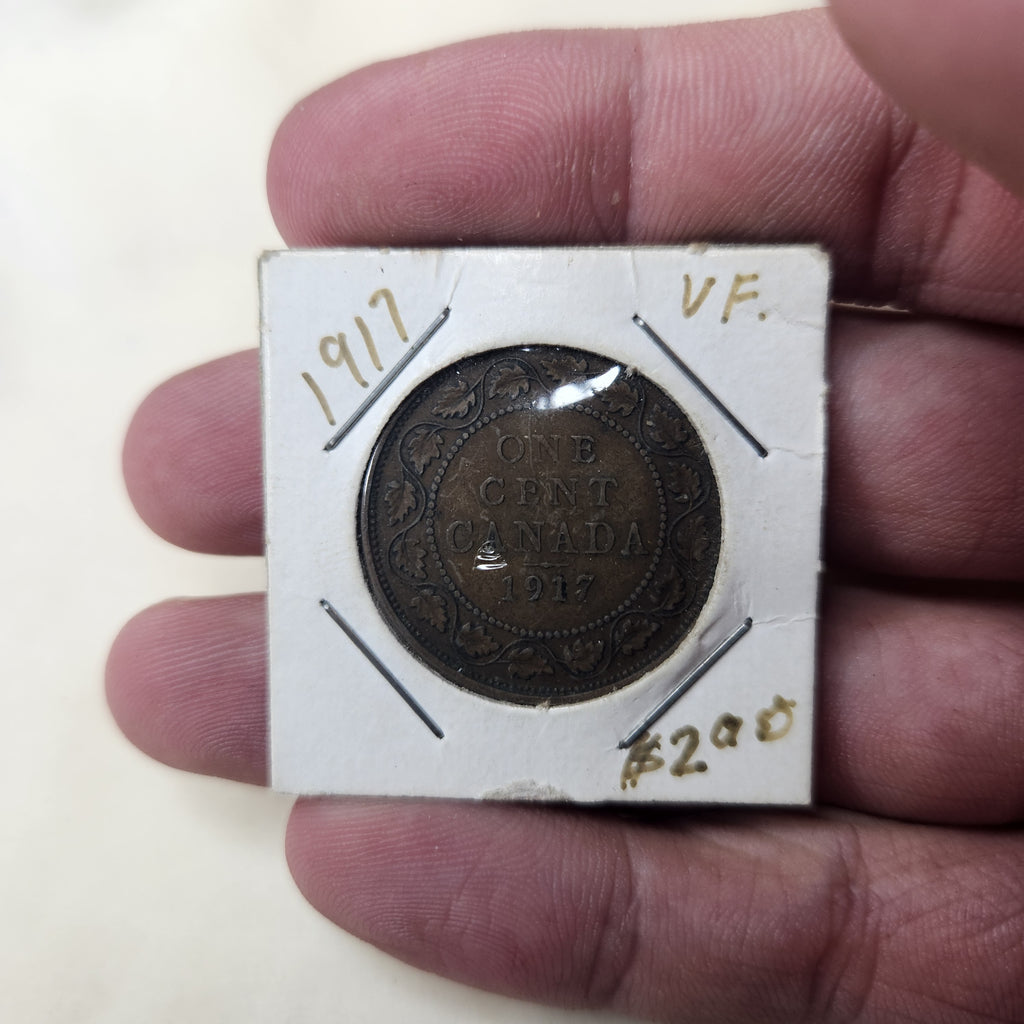 1917
VF.
ONE
CENT
CANADA
1917
$2.00